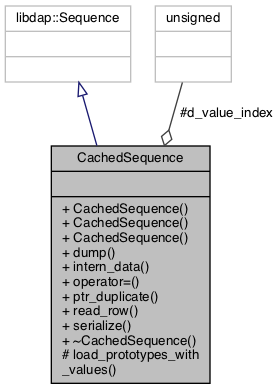 libdap::Sequence
unsigned
#d_value_index
CachedSequence
+ CachedSequence()
+ CachedSequence()
+ CachedSequence()
+ dump()
+ intern_data()
+ operator=()
+ ptr_duplicate()
+ read_row()
+ serialize()
+ ~CachedSequence()
# load_prototypes_with
_values()